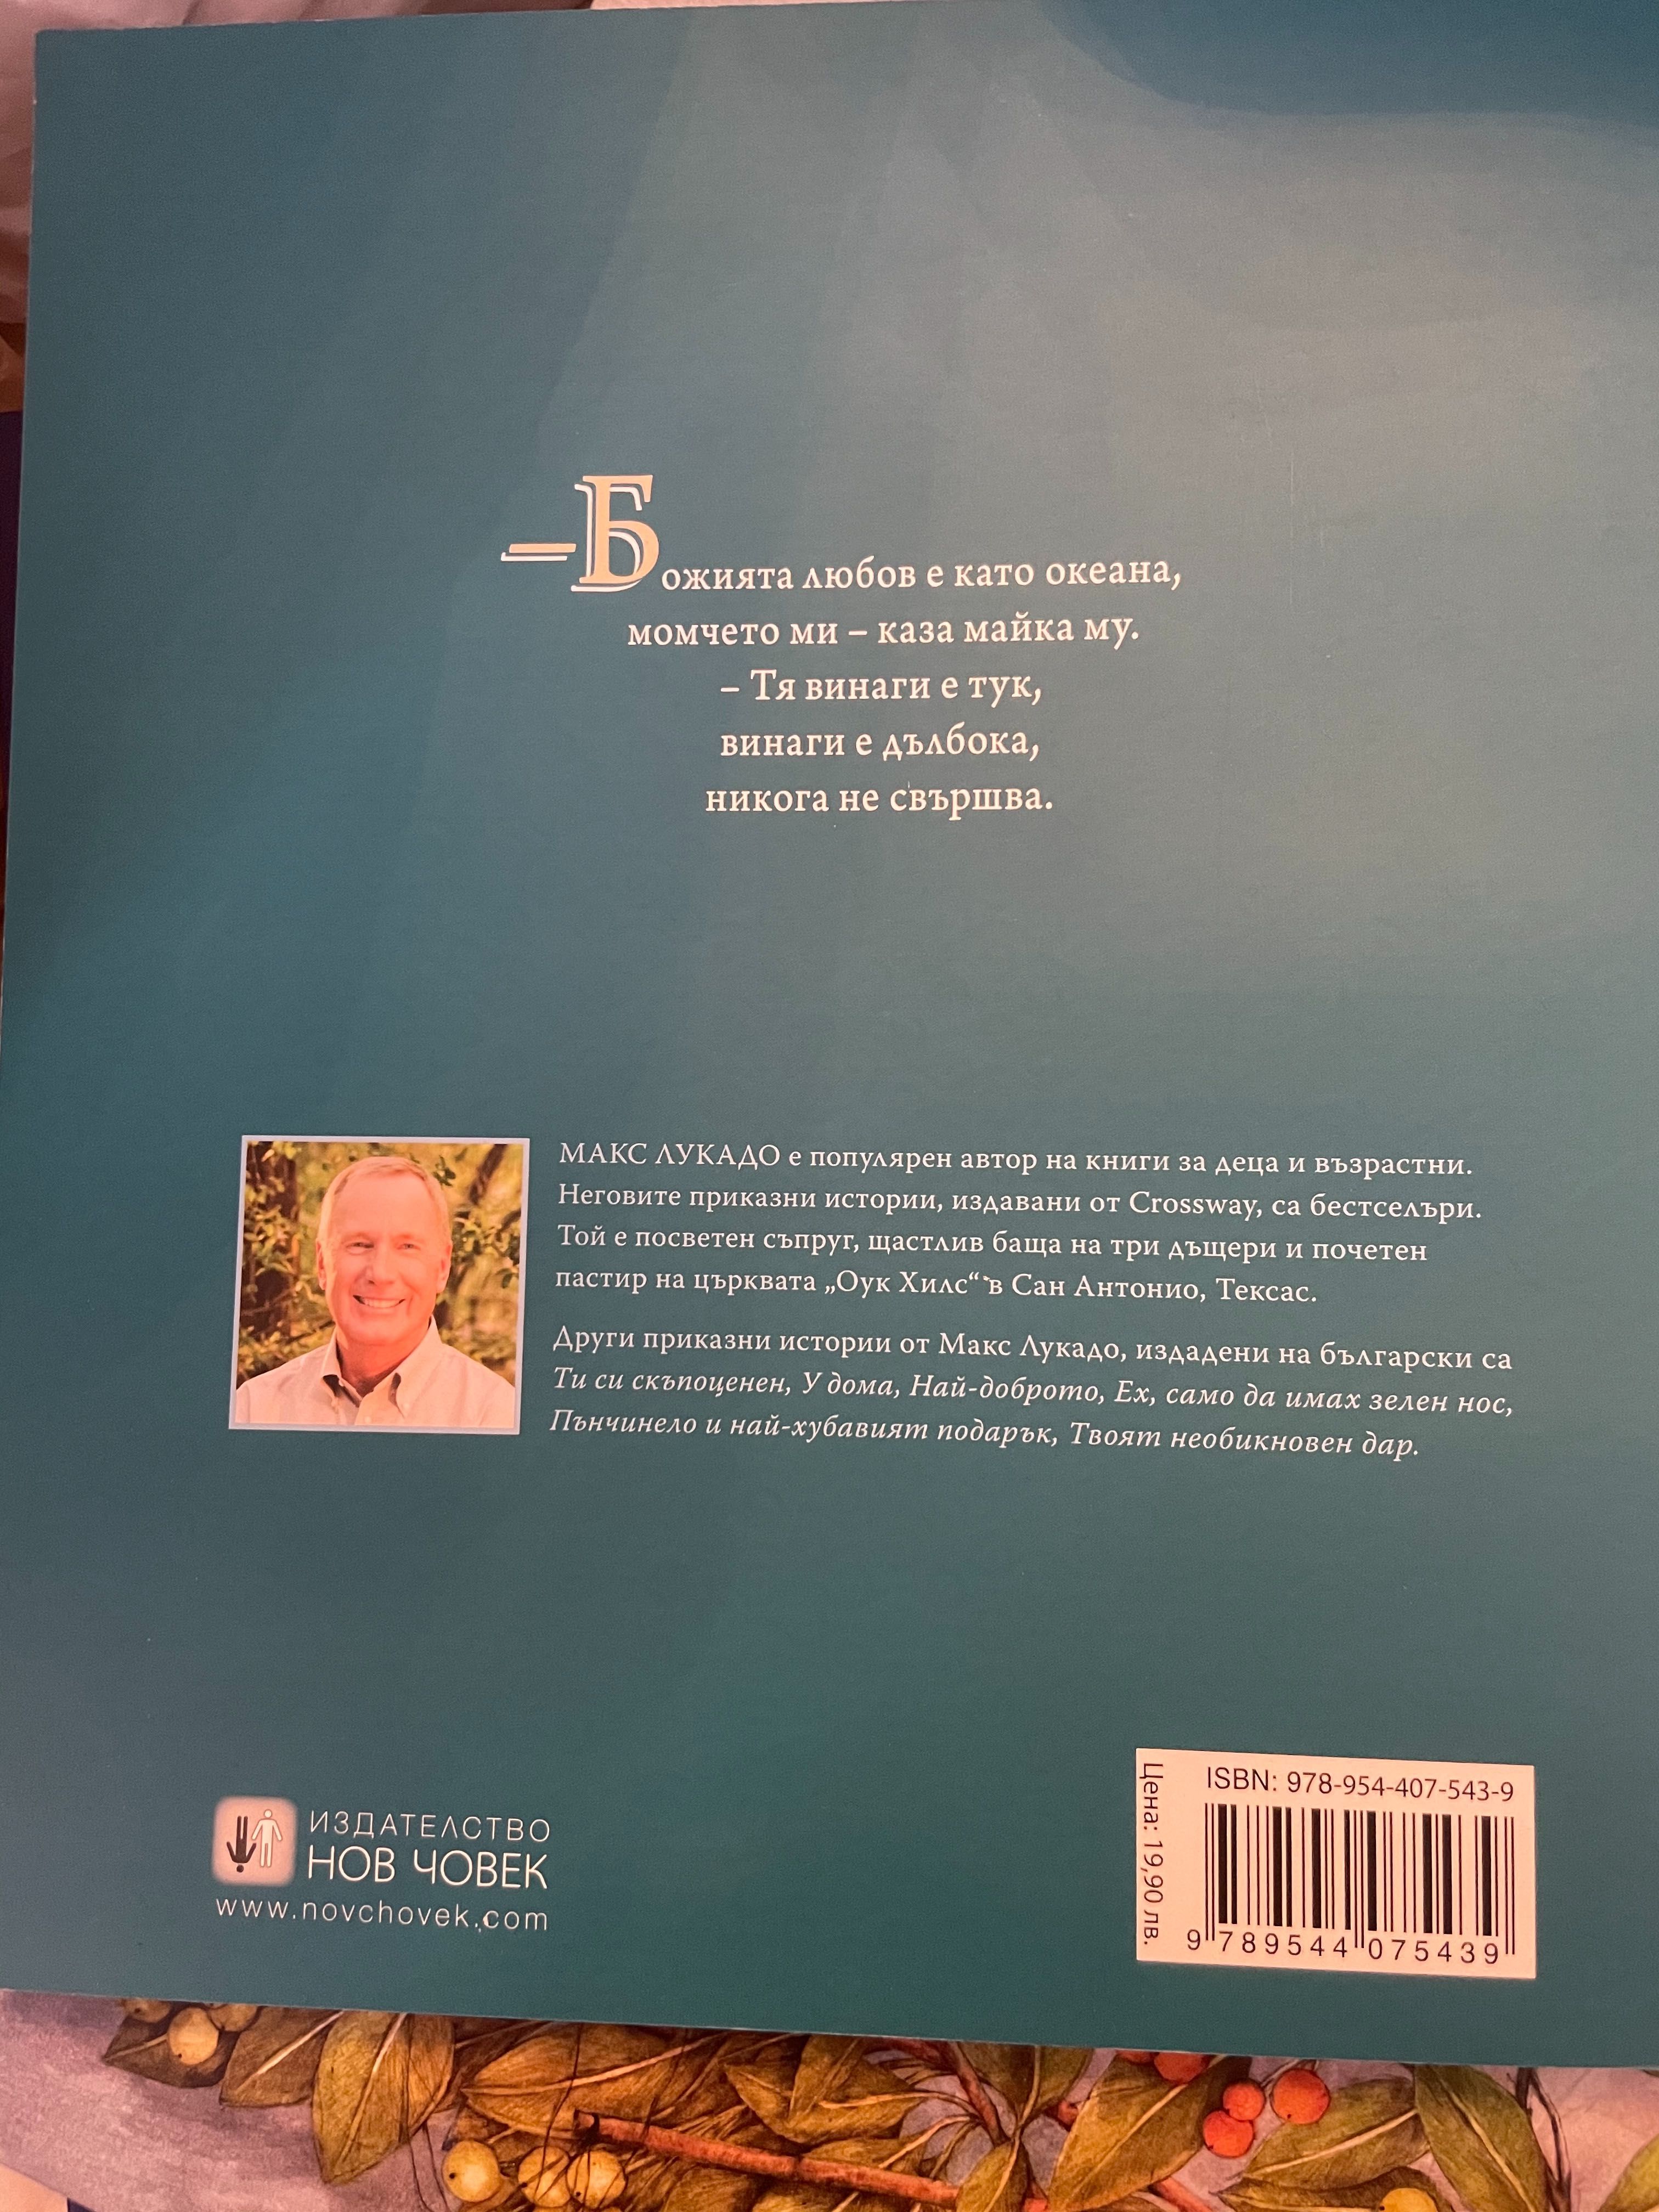 –Божията любов е като океана,
момчето ми – каза майка му.
– Тя винаги е тук,
винаги е дълбока,
никога не свършва.
МАКС ЛУКАДО е популярен автор на книги за деца и възрастни.
Неговите приказни истории, издавани от Crossway, са бестселъри.
Той е посветен съпруг, щастлив баща на три дъщери и почетен
пастир на църквата „Оук Хилс“ в Сан Антонио, Тексас.
Други приказни истории от Макс Лукадо, издадени на български са
Ти си скъпоценен, У дома, Най-доброто, Ех, само да имах зелен нос,
Пънчинело и най-хубавият подарък, Твоят необикновен дар.
ИЗДАТЕЛСТВО
НОВ ЧОВЕК
www.novchovek.com
Цена: 19,90 лв.
ISBN: 978-954-407-543-9
9 789544 075439